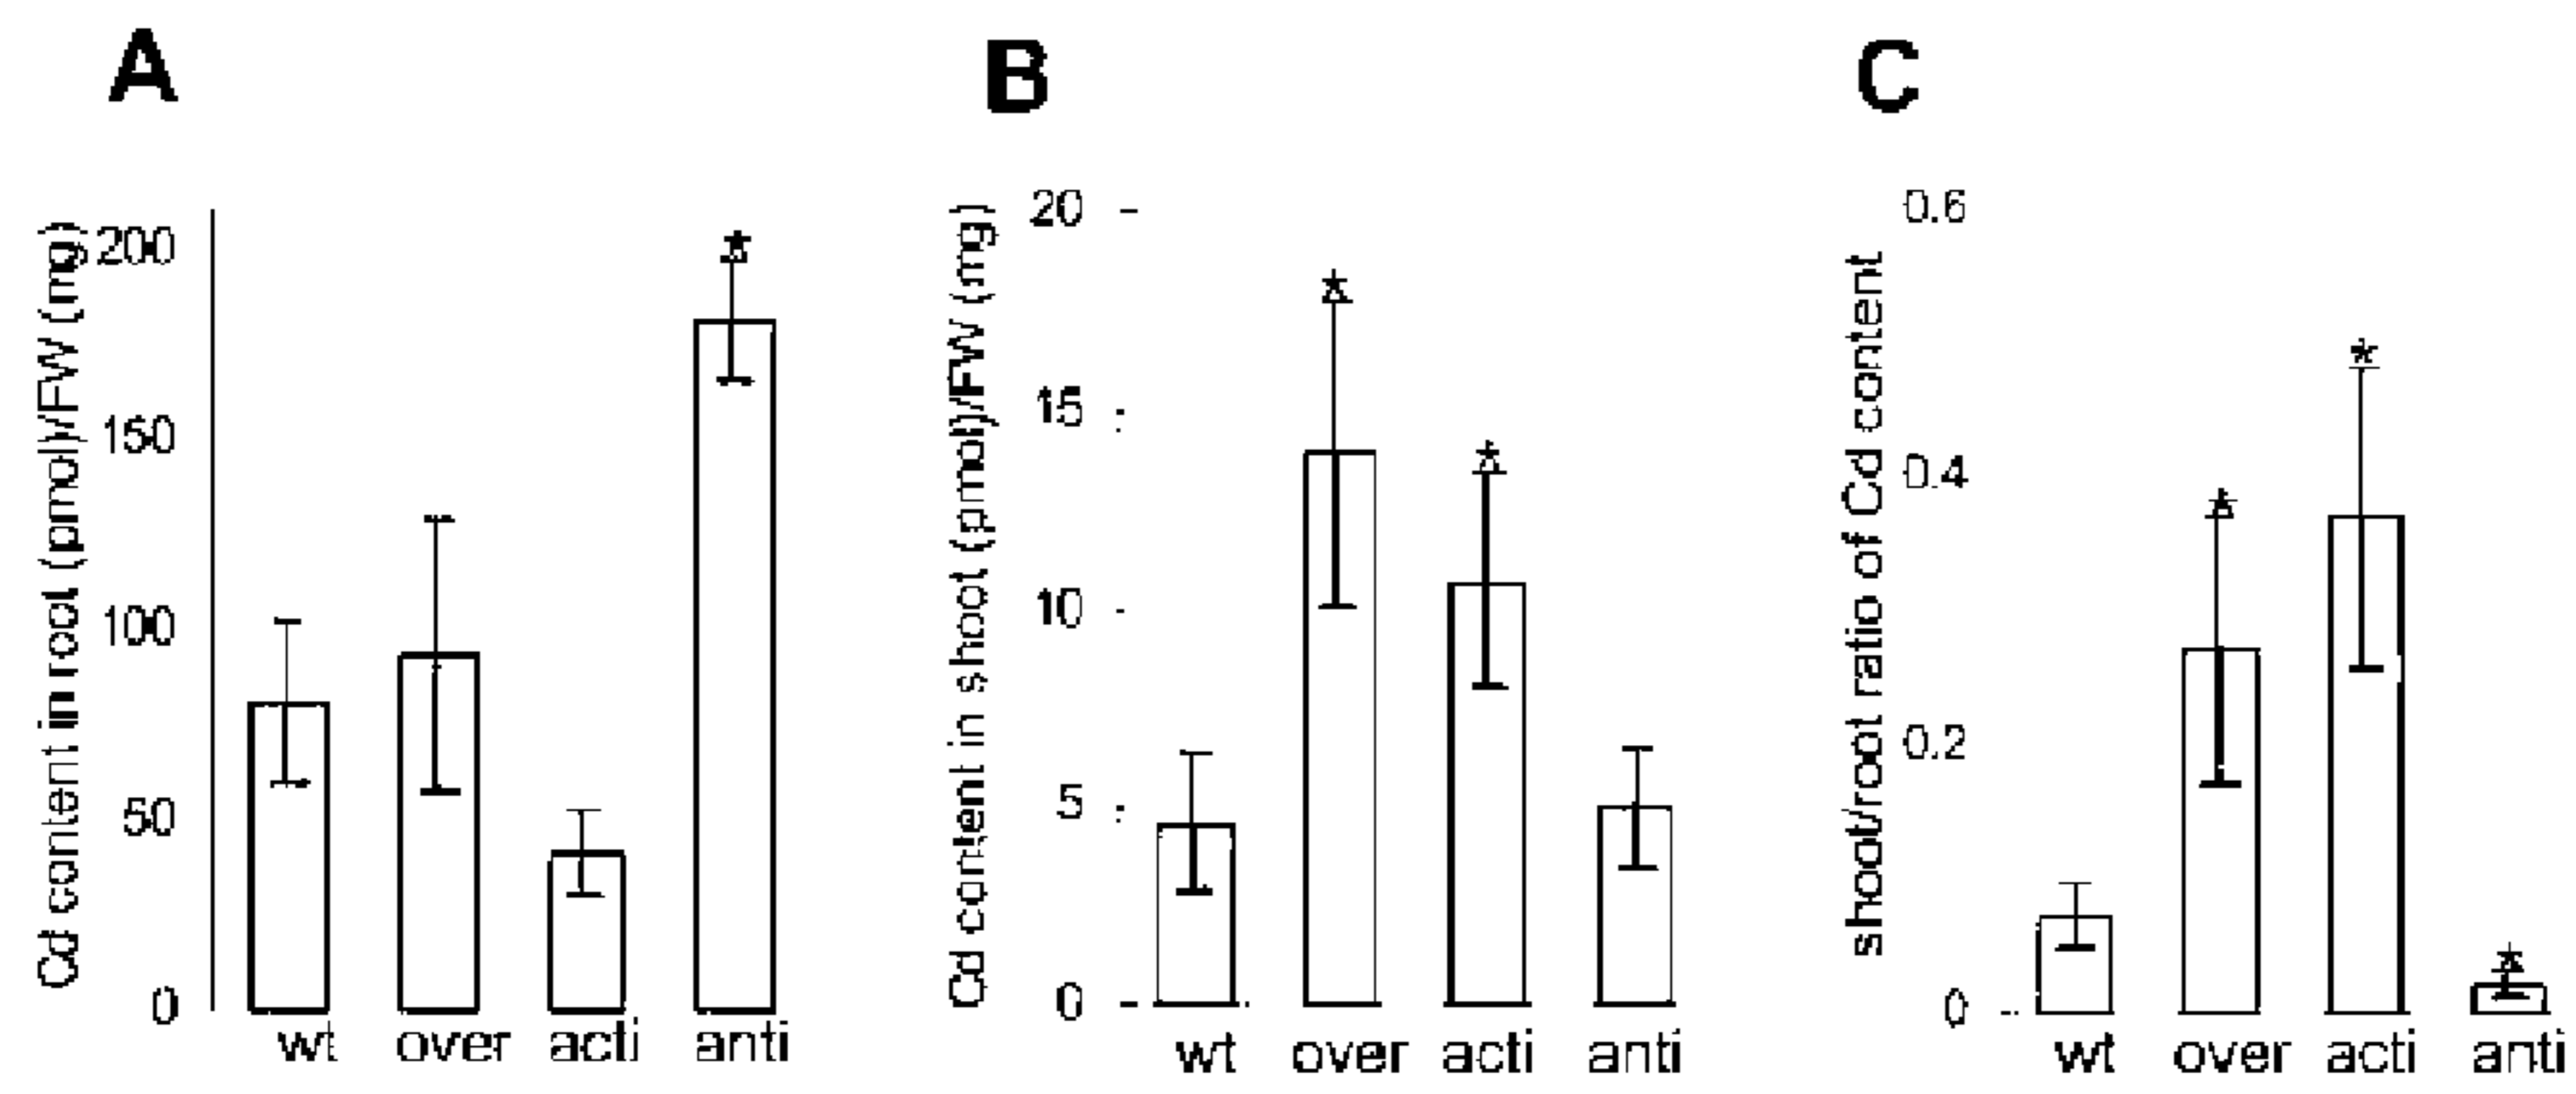 A
Cd content in root (pmol)/FW (mg)
200
150
100
50
0
wt over acti anti
*
B
Cd content in shoot (pmol)/FW (mg)
20
15
10
5
0
wt over acti anti
*
*
C
shoot/root ratio of Cd content
0.6
0.4
0.2
0
wt over acti anti
*
*
*